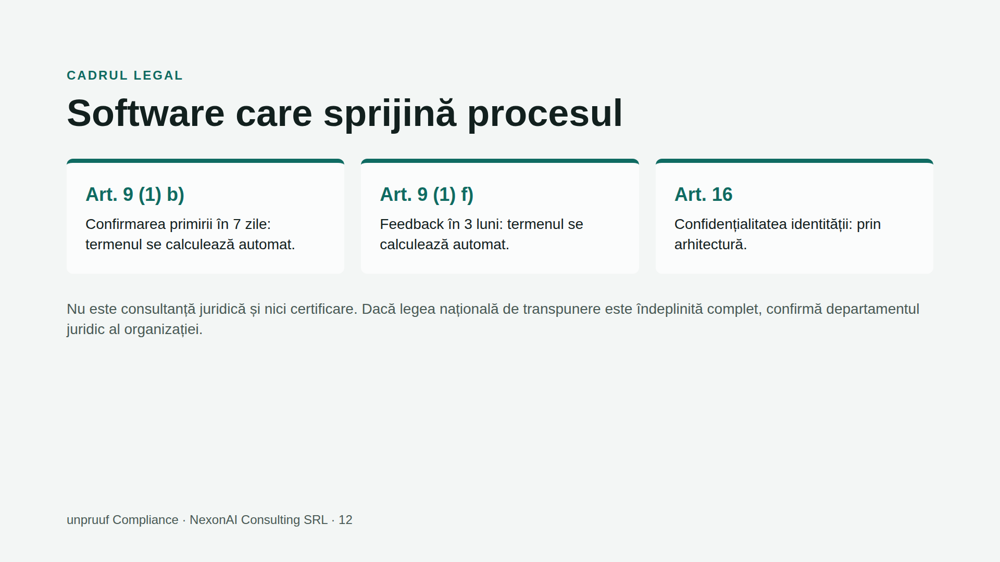 CADRUL LEGAL
Software care sprijină procesul
Art. 9 (1) b)
Confirmarea primirii în 7 zile:
termenul se calculează automat.
Art. 9 (1) f)
Feedback în 3 luni: termenul se
calculează automat.
Art. 16
Confidențialitatea identității: prin
arhitectură.
Nu este consultanță juridică și nici certificare. Dacă legea națională de transpunere este îndeplinită complet, confirmă departamentul
juridic al organizației.
unpruuf Compliance · NexonAI Consulting SRL · 12